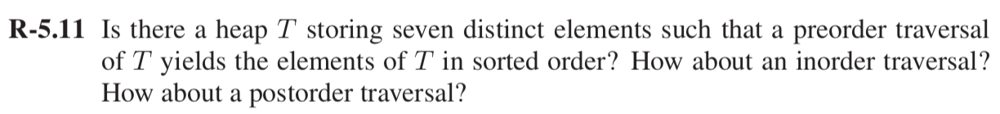 R-5.11 Is there a heap T storing seven distinct elements such that a preorder traversal
of T yields the elements of T in sorted order? How about an inorder traversal?
How about a postorder traversal?